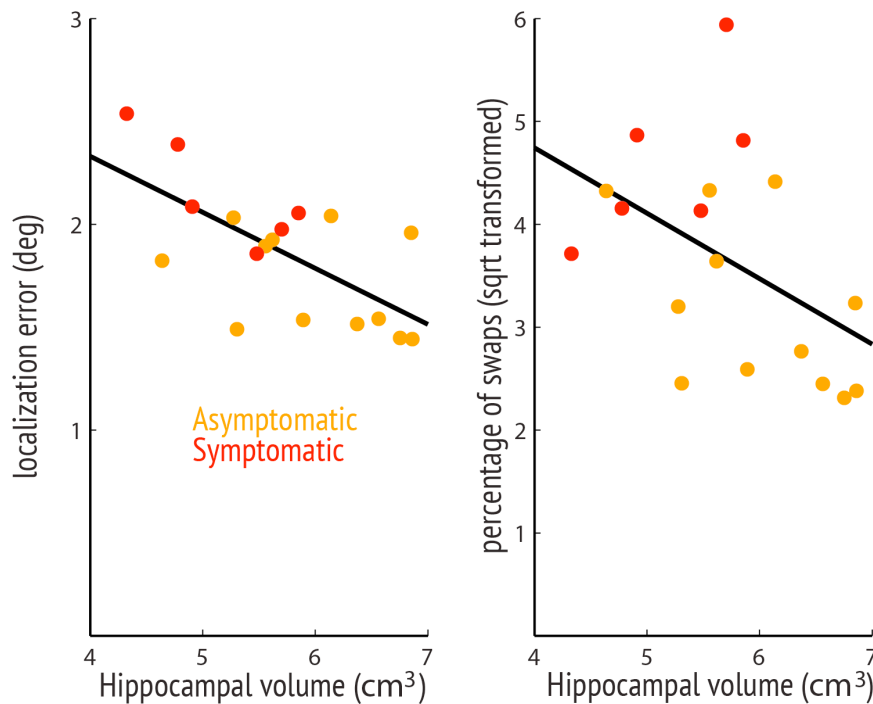 3
2
1
localization error (deg)
Asymptomatic
Symptomatic
4 5 6 7
Hippocampal volume (cm³)
6
5
4
3
2
1
percentage of swaps (sqrt transformed)
4 5 6 7
Hippocampal volume (cm³)